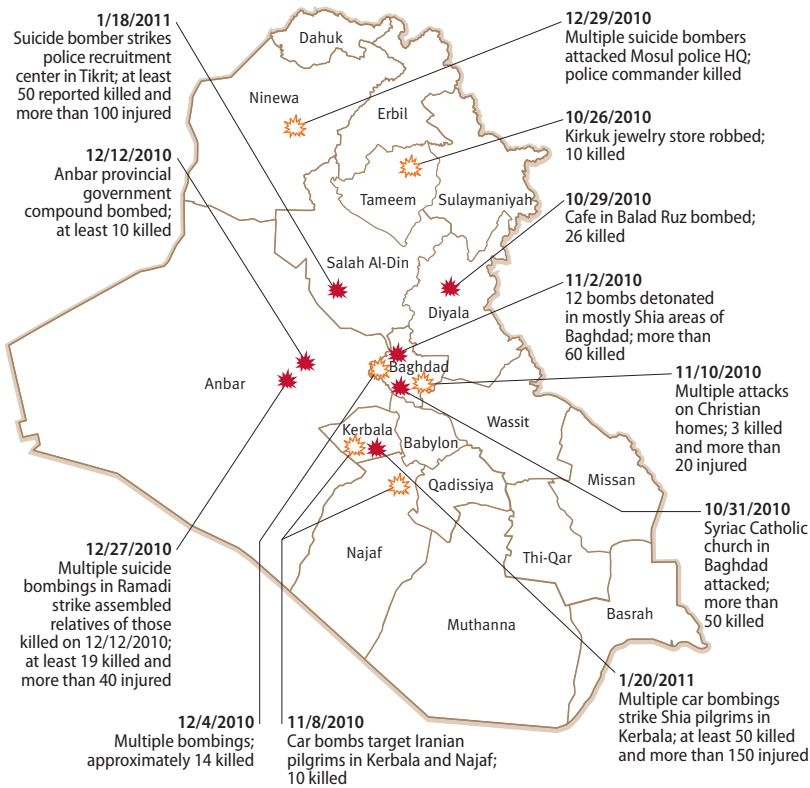 1/18/2011
Suicide bomber strikes
police recruitment
center in Tikrit; at least
50 reported killed and
more than 100 injured
12/12/2010
Anbar provincial
government
compound bombed;
at least 10 killed
12/29/2010
Multiple suicide bombers
attacked Mosul police HQ;
police commander killed
10/26/2010
Kirkuk jewelry store robbed;
10 killed
10/29/2010
Cafe in Balad Ruz bombed;
26 killed
11/2/2010
12 bombs detonated
in mostly Shia areas of
Baghdad; more than
60 killed
11/10/2010
Multiple attacks
on Christian
homes; 3 killed
and more than
20 injured
10/31/2010
Syriac Catholic
church in
Baghdad
attacked;
more than
50 killed
1/20/2011
Multiple car bombings
strike Shia pilgrims in
Kerbala; at least 50 killed
and more than 150 injured
12/27/2010
Multiple suicide
bombings in Ramadi
strike assembled
relatives of those
killed on 12/12/2010;
at least 19 killed and
more than 40 injured
12/4/2010
Multiple bombings;
approximately 14 killed
11/8/2010
Car bombs target Iranian
pilgrims in Kerbala and Najaf;
10 killed
Dahuk
Ninewa
Erbil
Tameem
Sulaymaniyah
Salah Al-Din
Diyala
Anbar
Baghdad
Wassit
Kerbala
Babylon
Missan
Qadissiya
Najaf
Thi-Qar
Basrah
Muthanna